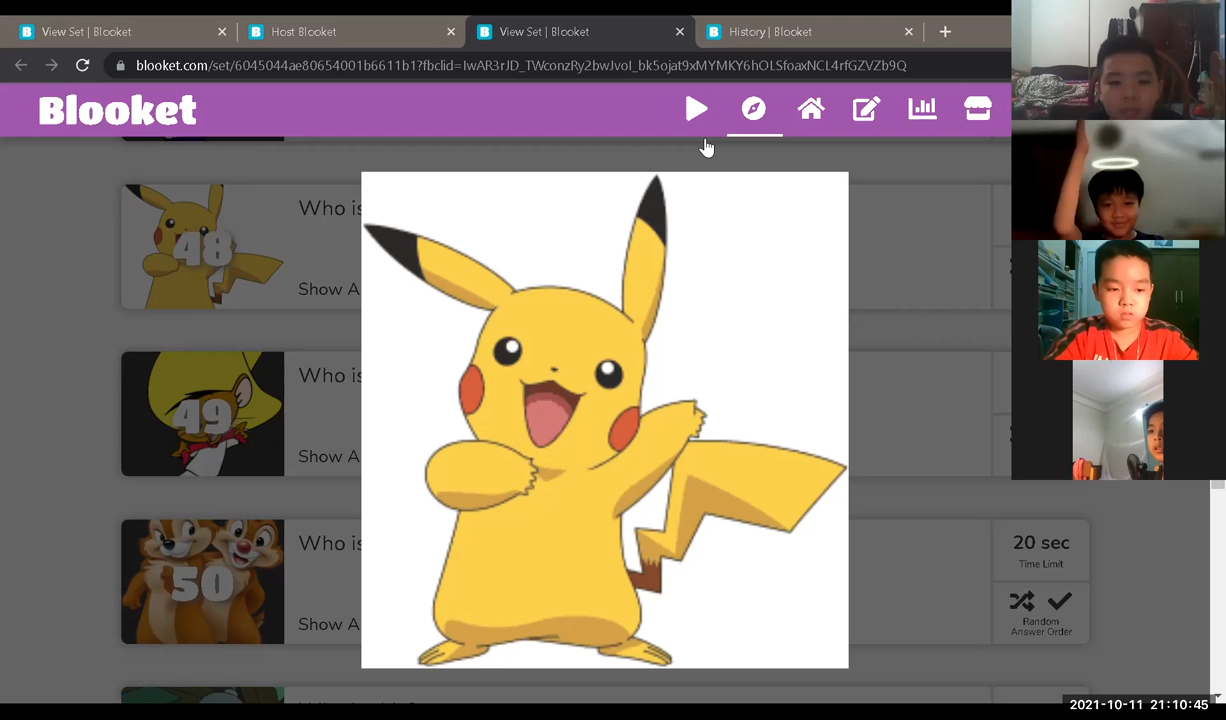 View Set | Blooket
Host Blooket
View Set | Blooket
History | Blooket
blooket.com/set/6045044ae80654001b6611b1?fbclid=IwAR3rJD_TWconzRy2bwJvoI_bk5ojat9xMYMKY6hOLSfoaxNCL4rfGZVZb9Q
Blooket
48
Who is
Show A
49
Who is
Show A
50
Who is
Show A
20 sec
Time Limit
Random
Answer Order
2021-10-11 21:10:45